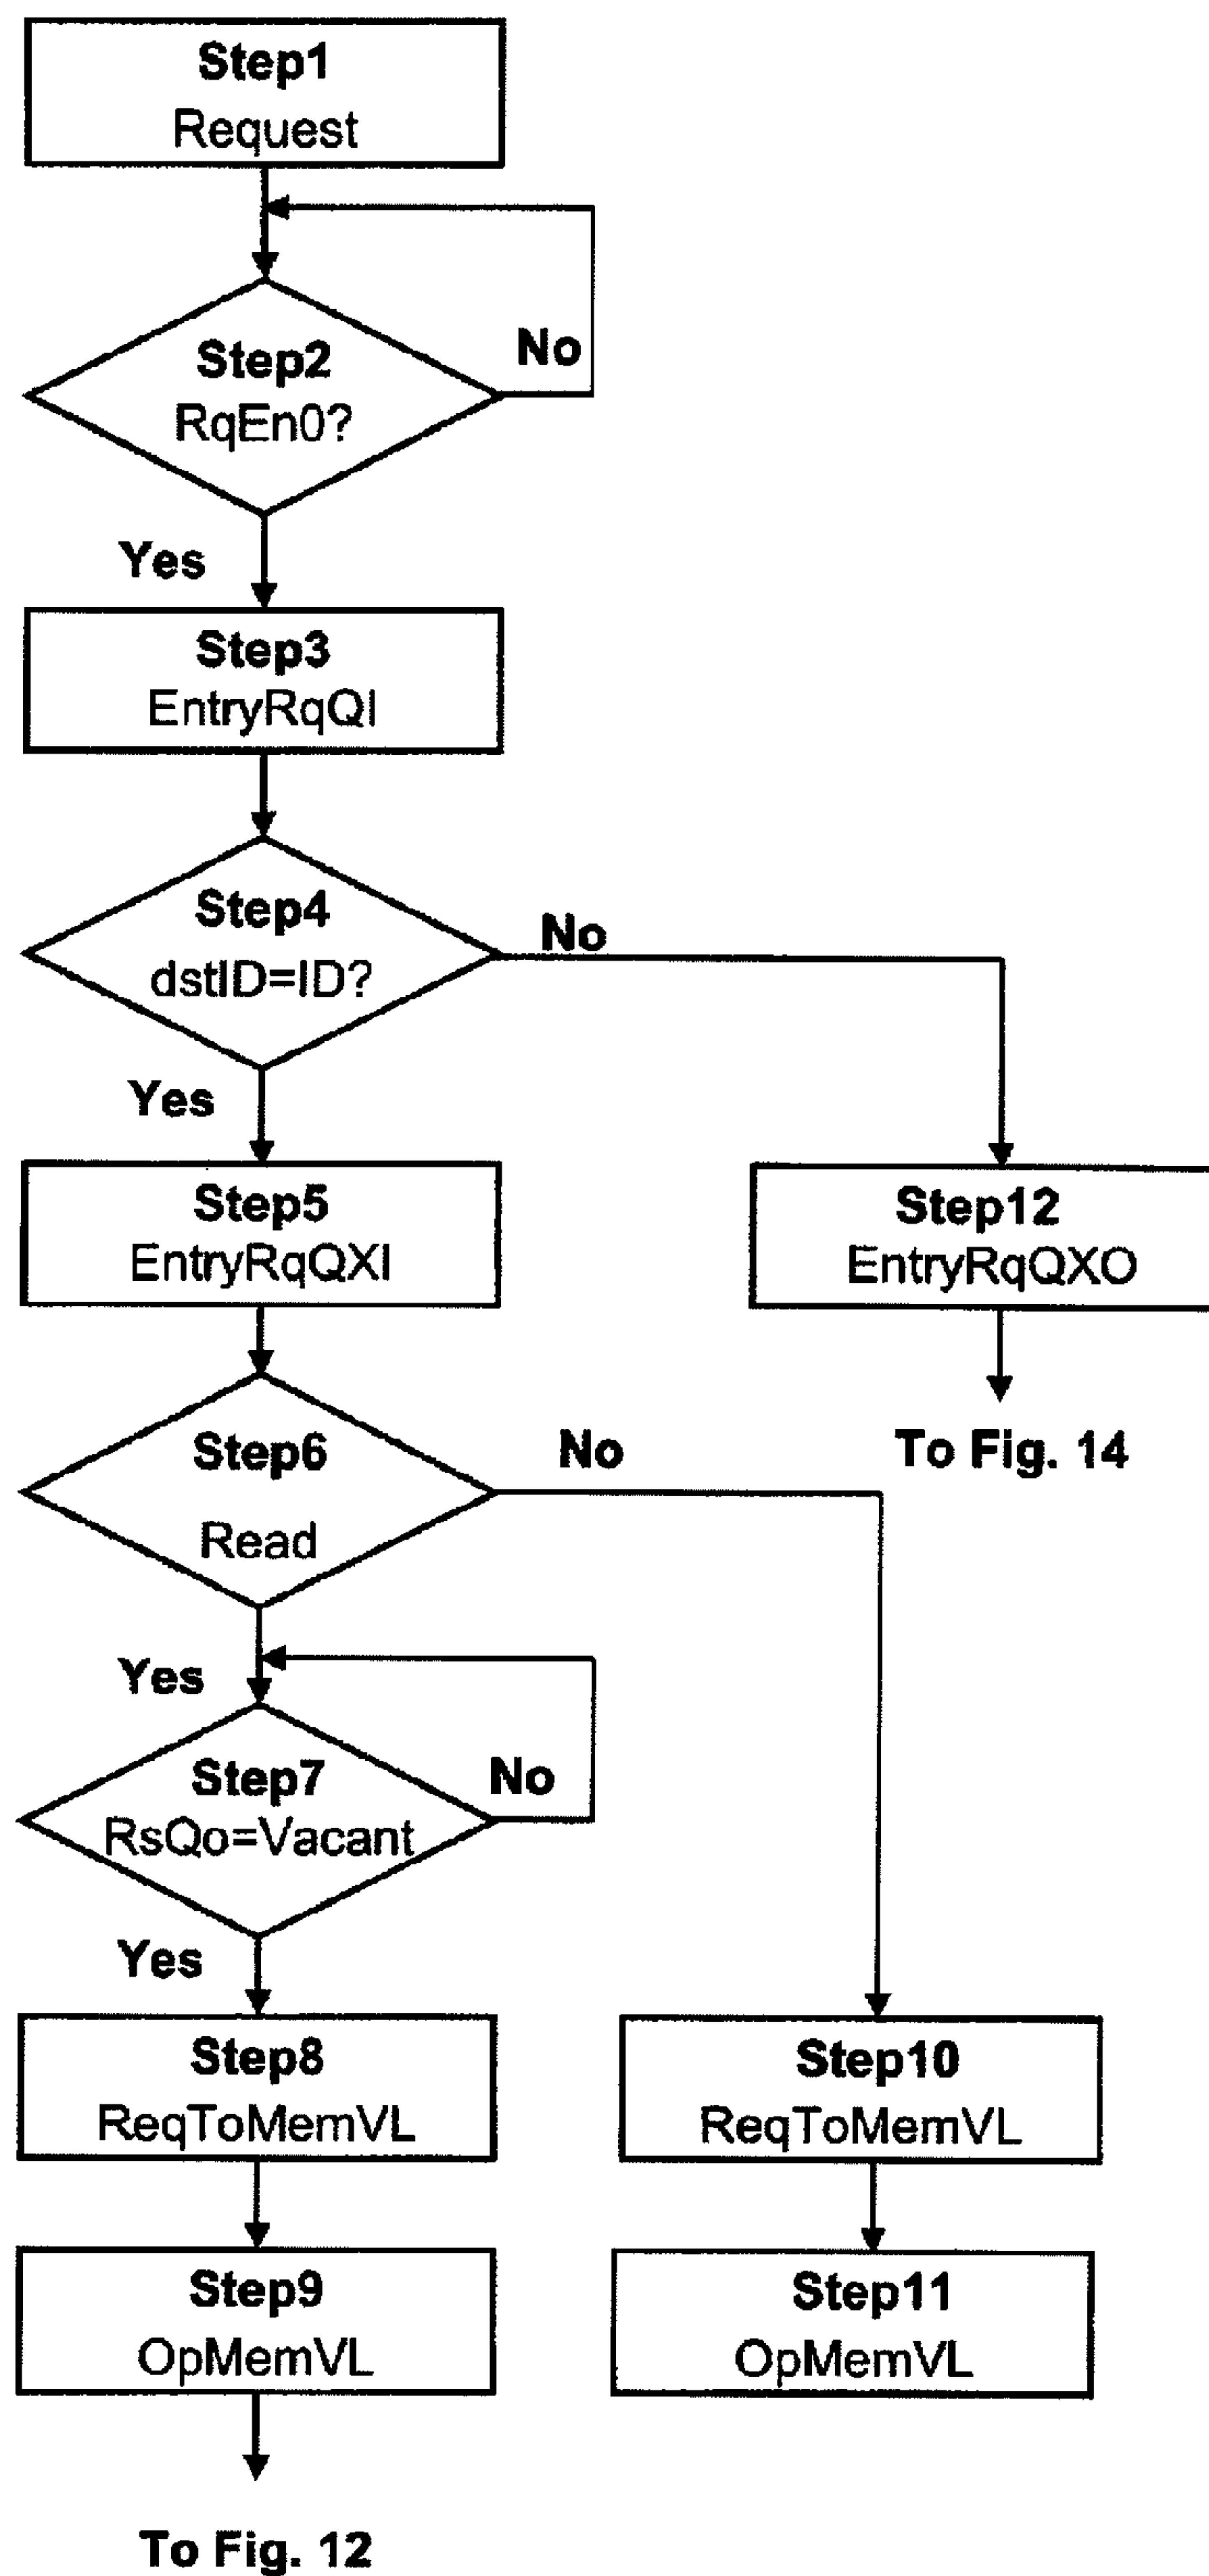 Step1
Request
Step2
RqEn0?
No
Yes
Step3
EntryRqQI
Step4
dstID=ID?
No
Yes
Step5
EntryRqQXI
Step12
EntryRqQXO
To Fig. 14
Step6
Read
No
Yes
Step7
RsQo=Vacant
No
Yes
Step8
ReqToMemVL
Step10
ReqToMemVL
Step9
OpMemVL
Step11
OpMemVL
To Fig. 12